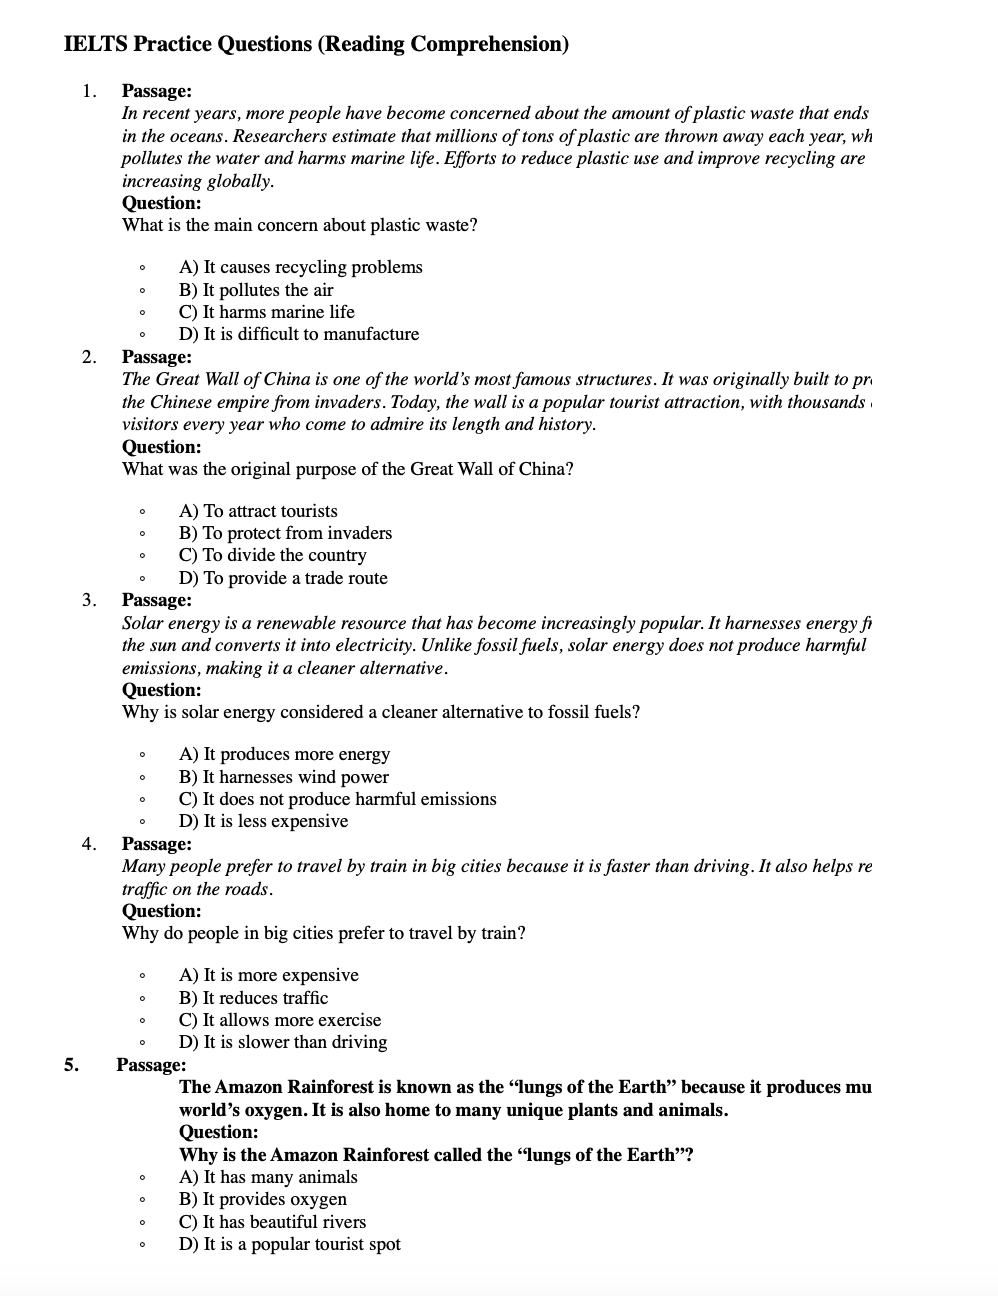 IELTS Practice Questions (Reading Comprehension)
1. Passage:
In recent years, more people have become concerned about the amount of plastic waste that ends
in the oceans. Researchers estimate that millions of tons of plastic are thrown away each year,
pollutes the water and harms marine life. Efforts to reduce plastic use and improve recycling are
increasing globally.
Question:
What is the main concern about plastic waste?
◦ A) It causes recycling problems
◦ B) It pollutes the air
◦ C) It harms marine life
◦ D) It is difficult to manufacture
2. Passage:
The Great Wall of China is one of the world’s most famous structures. It was originally built to
the Chinese empire from invaders. Today, the wall is a popular tourist attraction, with thousands
visitors every year who come to admire its length and history.
Question:
What was the original purpose of the Great Wall of China?
◦ A) To attract tourists
◦ B) To protect from invaders
◦ C) To divide the country
◦ D) To provide a trade route
3. Passage:
Solar energy is a renewable resource that has become increasingly popular. It harnesses energy
the sun and converts it into electricity. Unlike fossil fuels, solar energy does not produce harmful
emissions, making it a cleaner alternative.
Question:
Why is solar energy considered a cleaner alternative to fossil fuels?
◦ A) It produces more energy
◦ B) It harnesses wind power
◦ C) It does not produce harmful emissions
◦ D) It is less expensive
4. Passage:
Many people prefer to travel by train in big cities because it is faster than driving. It also helps re
traffic on the roads.
Question:
Why do people in big cities prefer to travel by train?
◦ A) It is more expensive
◦ B) It reduces traffic
◦ C) It allows more exercise
◦ D) It is slower than driving
5. Passage:
The Amazon Rainforest is known as the “lungs of the Earth” because it produces mu
world’s oxygen. It is also home to many unique plants and animals.
Question:
Why is the Amazon Rainforest called the “lungs of the Earth”?
◦ A) It has many animals
◦ B) It provides oxygen
◦ C) It has beautiful rivers
◦ D) It is a popular tourist spot